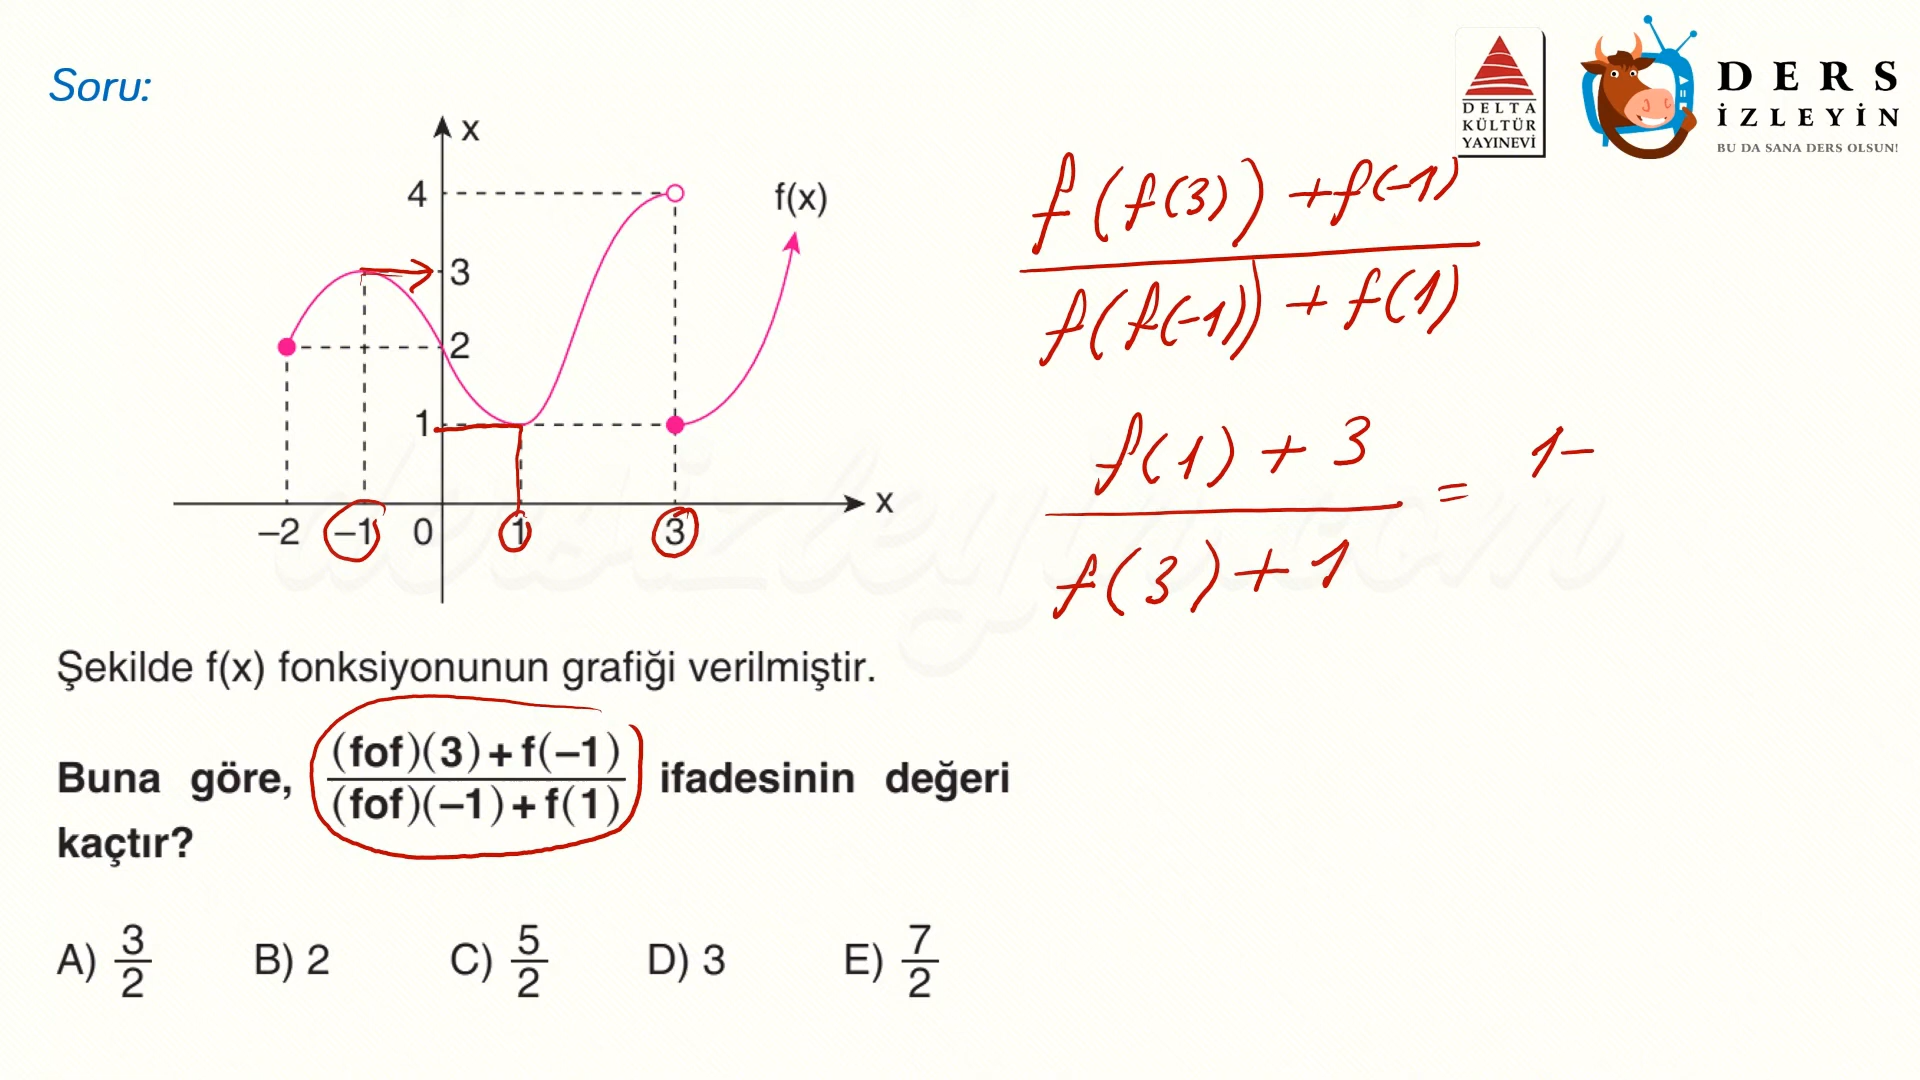 Soru:
DELTA
KÜLTÜR
YAYINEVİ
DERS
İZLEYİN
BU DA SANA DERS OLSUN!
x
4
f(x)
3
2
1
x
−2 −1 0 1 3
f(f(3)) + f(-1)
f(f(-1)) + f(1)
f(1) + 3
= 1-
f(3) + 1
dersizleyin.com
Şekilde f(x) fonksiyonunun grafiği verilmiştir.
(fof)(3) + f(−1)
Buna göre, ifadesinin değeri
(fof)(−1) + f(1)
kaçtır?
A) 3/2 B) 2 C) 5/2 D) 3 E) 7/2